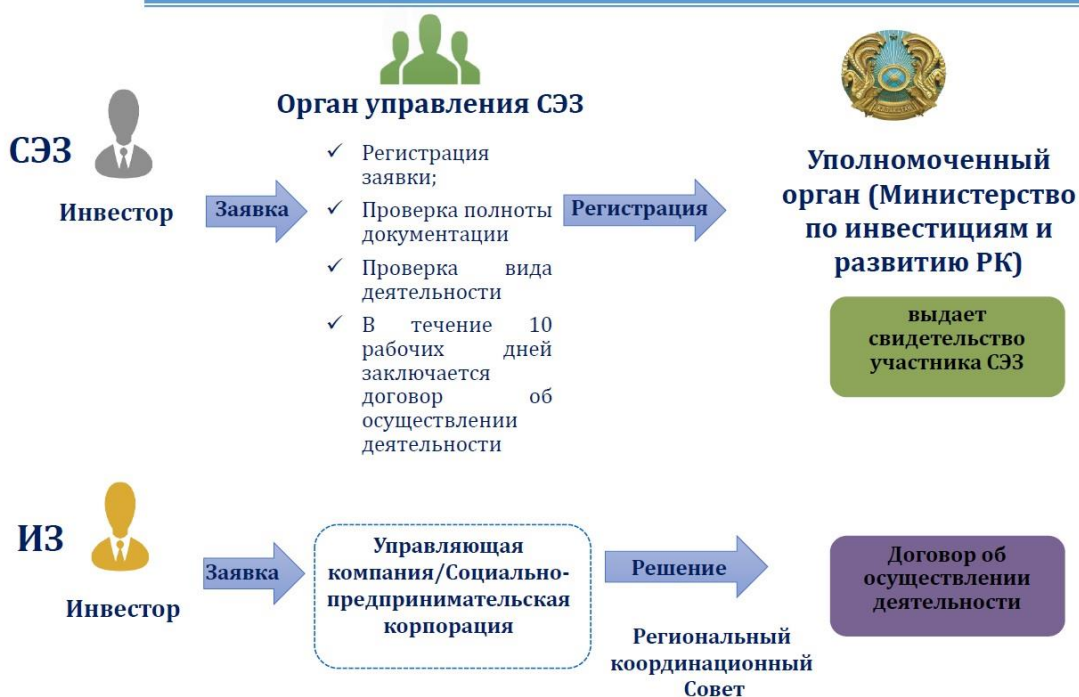 СЭЗ
Инвестор
Заявка
Орган управления СЭЗ
✓ Регистрация
заявки;
✓ Проверка полноты
документации
✓ Проверка вида
деятельности
✓ В течение 10
рабочих дней
заключается
договор об
осуществлении
деятельности
Регистрация
Уполномоченный
орган (Министерство
по инвестициям и
развитию РК)
выдает
свидетельство
участника СЭЗ
ИЗ
Инвестор
Заявка
Управляющая
компания/Социально-
предпринимательская
корпорация
Решение
Региональный
координационный
Совет
Договор об
осуществлении
деятельности